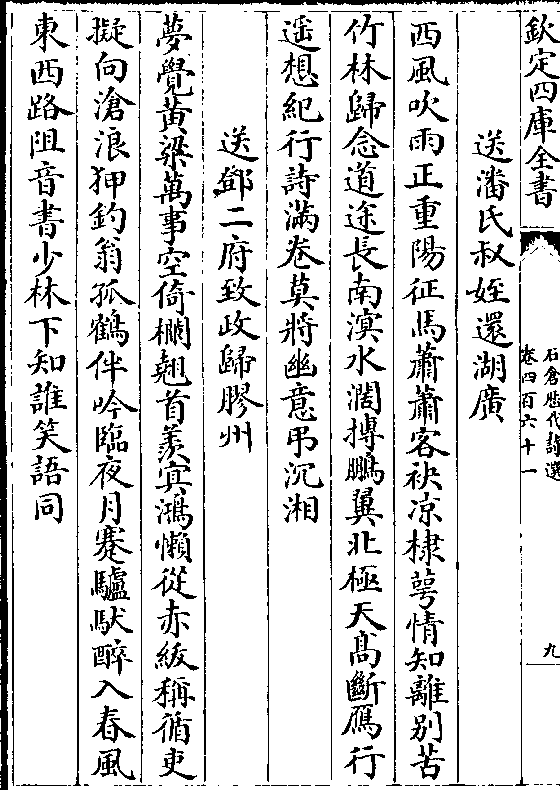 欽定四庫全書
石倉歷代詩選
卷四百六十一
九
送潘氏叔姪還湖廣
西風吹雨正重陽征馬蕭蕭客袂凉棣萼情知離别苦
竹林歸念道途長南溟水濶摶鵬翼北極天髙斷鴈行
遥想紀行詩滿卷莫將幽意弔沉湘
送鄧二府致政歸膠州
夢覺黄粱萬事空倚欄翹首羡㝠鴻懶從赤紱稱循吏
擬向滄浪狎釣翁孤鶴伴吟臨夜月蹇驢馱醉入春風
東西路阻音書少林下知誰笑語同